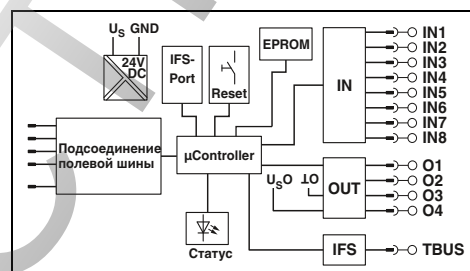 U_S GND
24V
DC
IFS-
Port
Reset
EPROM
IN
IN1
IN2
IN3
IN4
IN5
IN6
IN7
IN8
Подсоединение
полевой шины
µController
U_SO
⊥O
OUT
O1
O2
O3
O4
Статус
IFS
TBUS